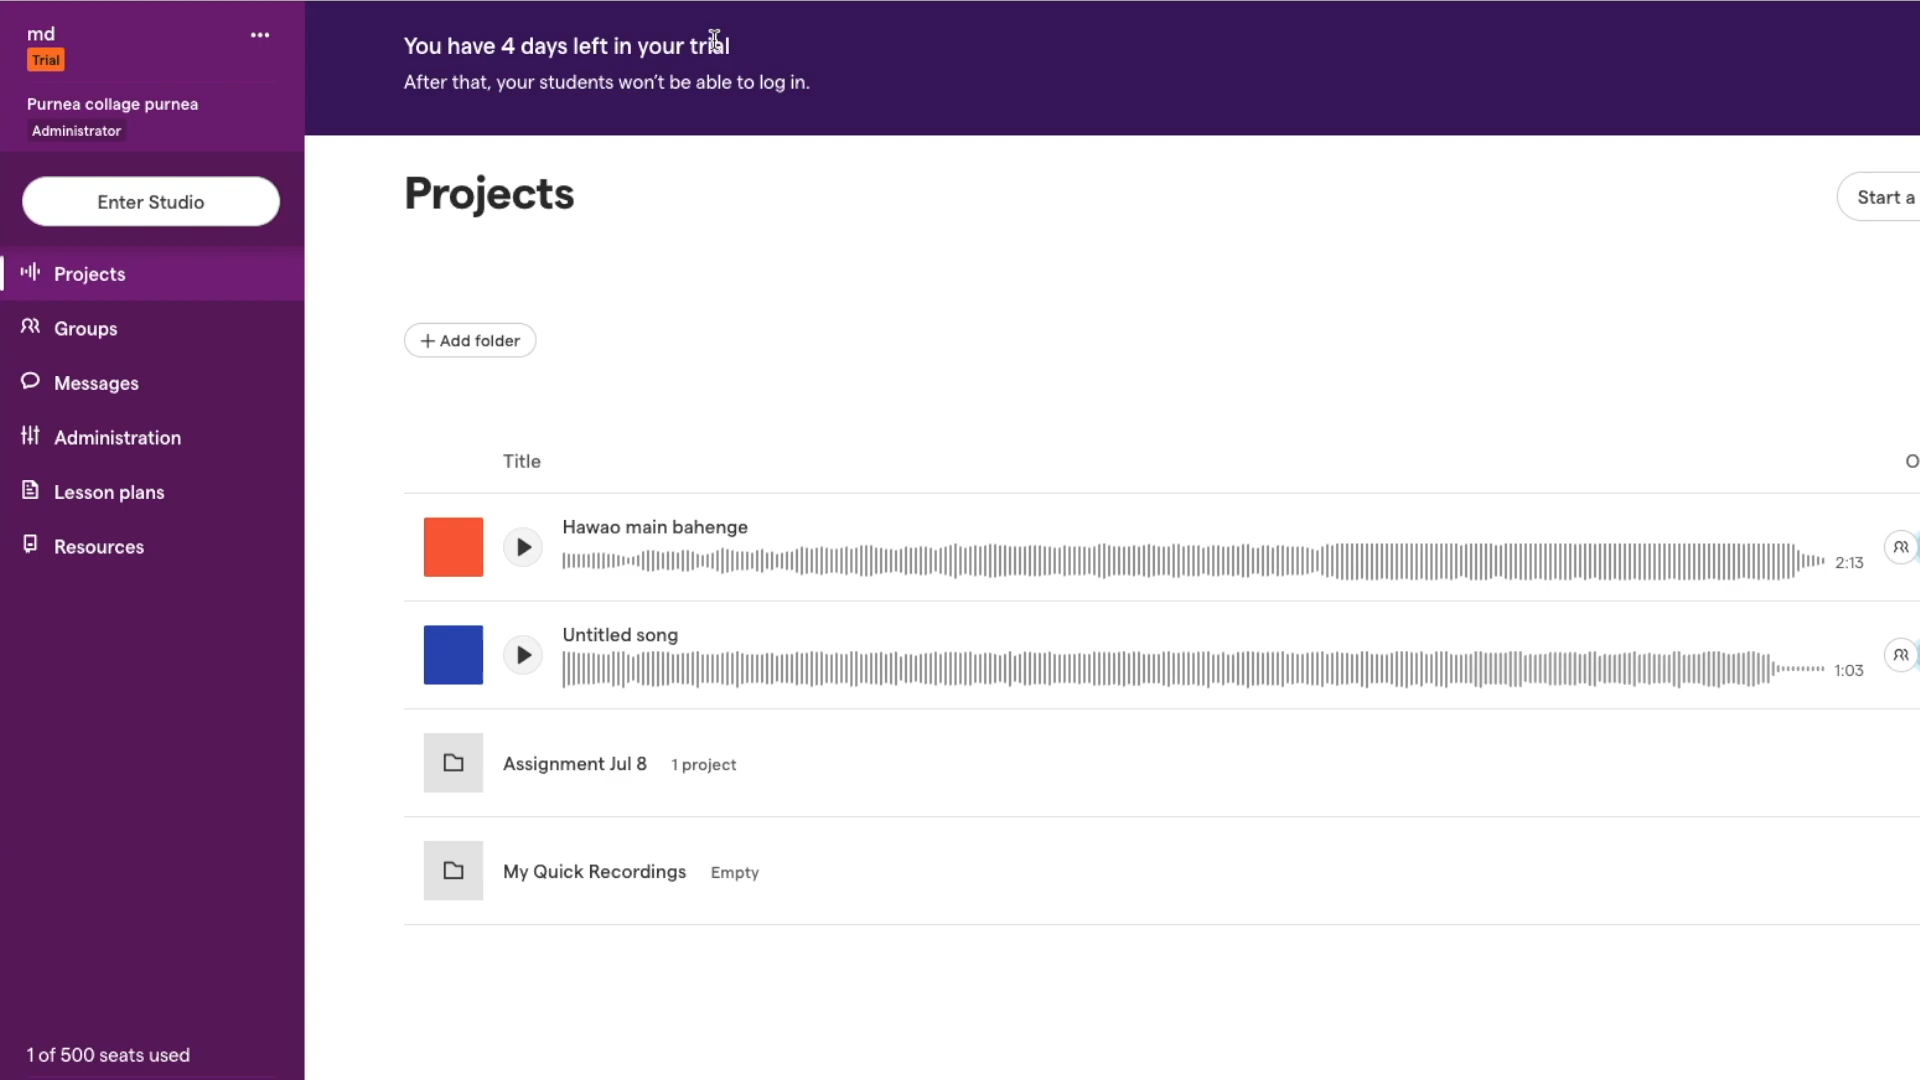 md
Trial
Purnea collage purnea
Administrator
Enter Studio
Projects
Groups
Messages
Administration
Lesson plans
Resources
1 of 500 seats used
You have 4 days left in your trial
After that, your students won't be able to log in.
Projects
Start a
+ Add folder
Title
O
Hawao main bahenge
2:13
Untitled song
1:03
Assignment Jul 8 1 project
My Quick Recordings Empty